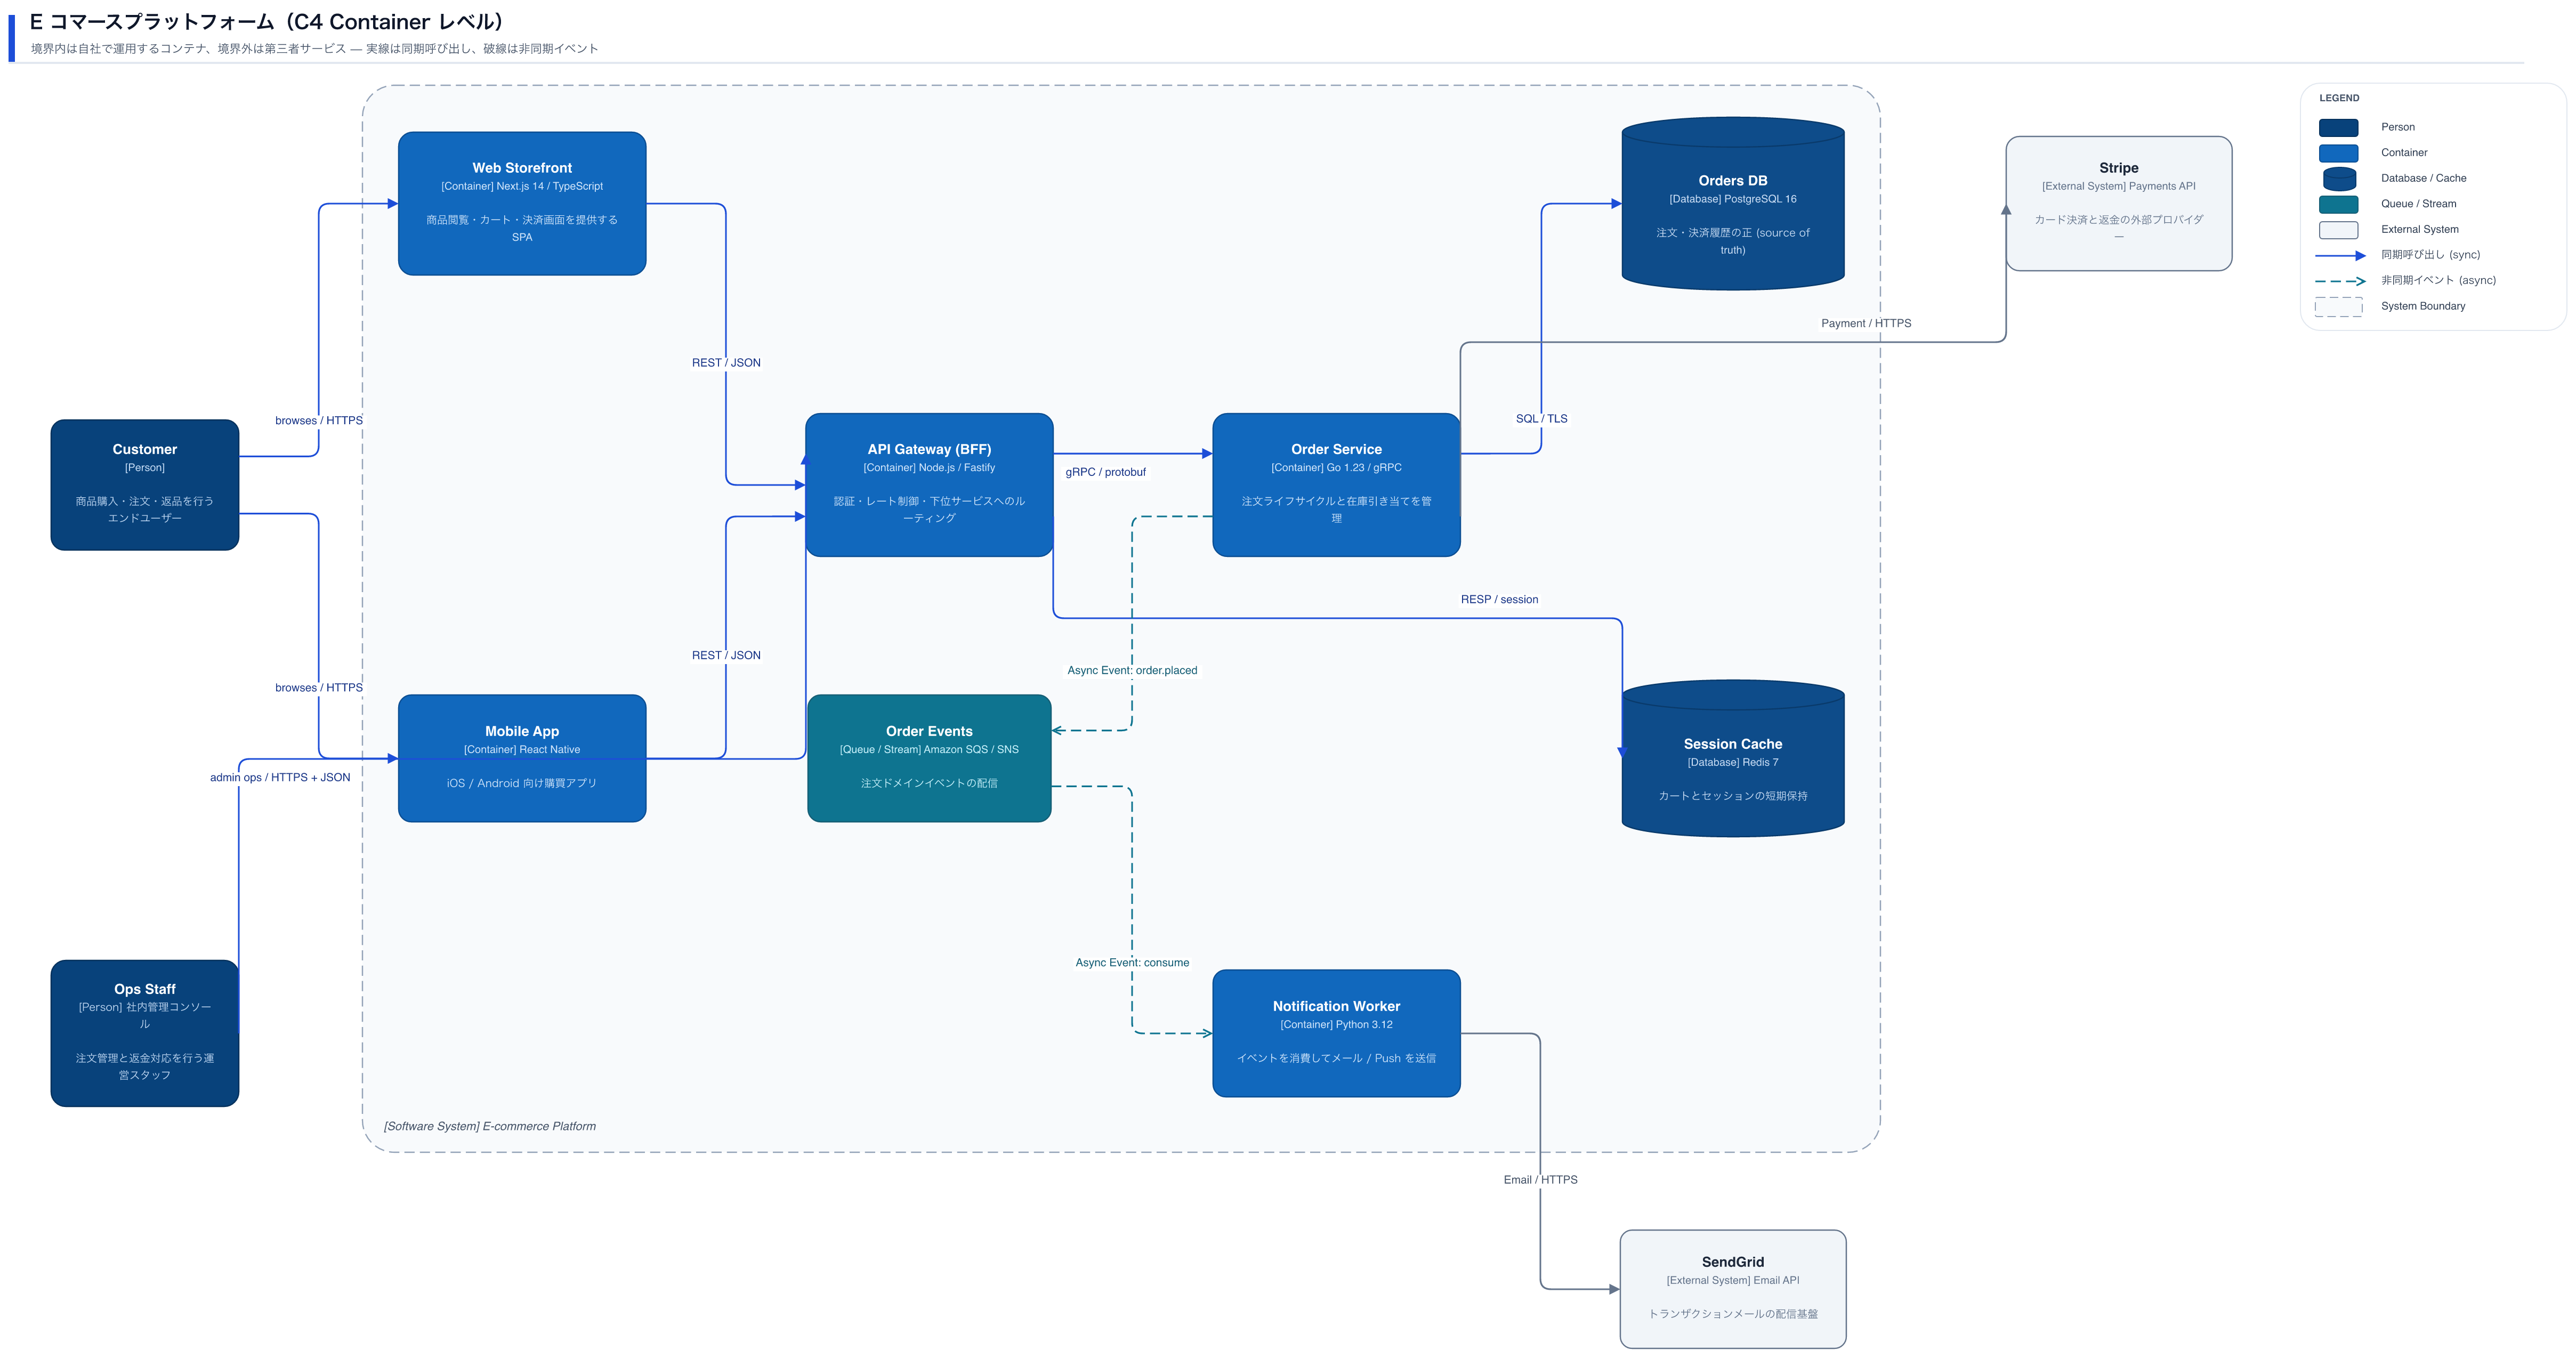 E コマースプラットフォーム（C4 Container レベル）
境界内は自社で運用するコンテナ、境界外は第三者サービス — 実線は同期呼び出し、破線は非同期イベント
Web Storefront
[Container] Next.js 14 / TypeScript
商品閲覧・カート・決済画面を提供する
SPA
Orders DB
[Database] PostgreSQL 16
注文・決済履歴の正 (source of
truth)
Stripe
[External System] Payments API
カード決済と返金の外部プロバイダ
ー
LEGEND
Person
Container
Database / Cache
Queue / Stream
External System
同期呼び出し (sync)
非同期イベント (async)
System Boundary
Payment / HTTPS
REST / JSON
browses / HTTPS
SQL / TLS
Customer
[Person]
商品購入・注文・返品を行う
エンドユーザー
API Gateway (BFF)
[Container] Node.js / Fastify
認証・レート制御・下位サービスへのル
ーティング
gRPC / protobuf
Order Service
[Container] Go 1.23 / gRPC
注文ライフサイクルと在庫引き当てを管
理
RESP / session
REST / JSON
Async Event: order.placed
browses / HTTPS
Mobile App
[Container] React Native
iOS / Android 向け購買アプリ
Order Events
[Queue / Stream] Amazon SQS / SNS
注文ドメインイベントの配信
Session Cache
[Database] Redis 7
カートとセッションの短期保持
admin ops / HTTPS + JSON
Async Event: consume
Ops Staff
[Person] 社内管理コンソー
ル
注文管理と返金対応を行う運
営スタッフ
Notification Worker
[Container] Python 3.12
イベントを消費してメール / Push を送信
[Software System] E-commerce Platform
Email / HTTPS
SendGrid
[External System] Email API
トランザクションメールの配信基盤